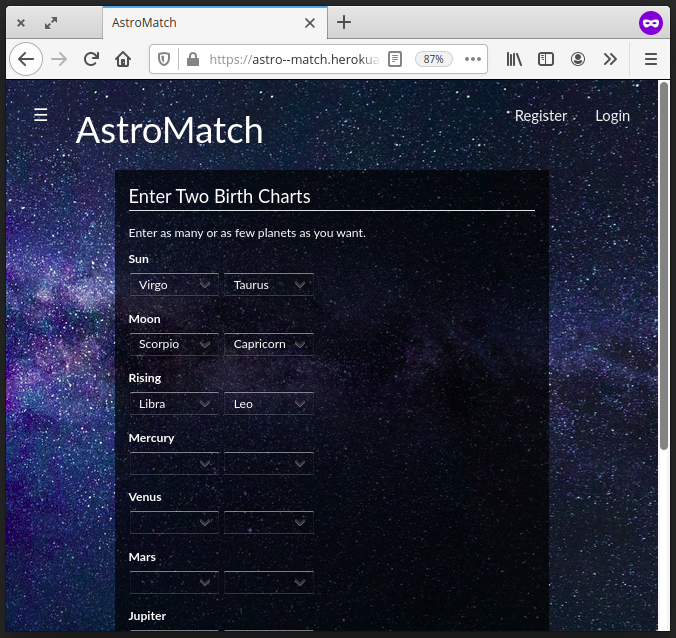 AstroMatch
https://astro--match.herokua
87%
AstroMatch
Register
Login
Enter Two Birth Charts
Enter as many or as few planets as you want.
Sun
Virgo Taurus
Moon
Scorpio Capricorn
Rising
Libra Leo
Mercury
Venus
Mars
Jupiter